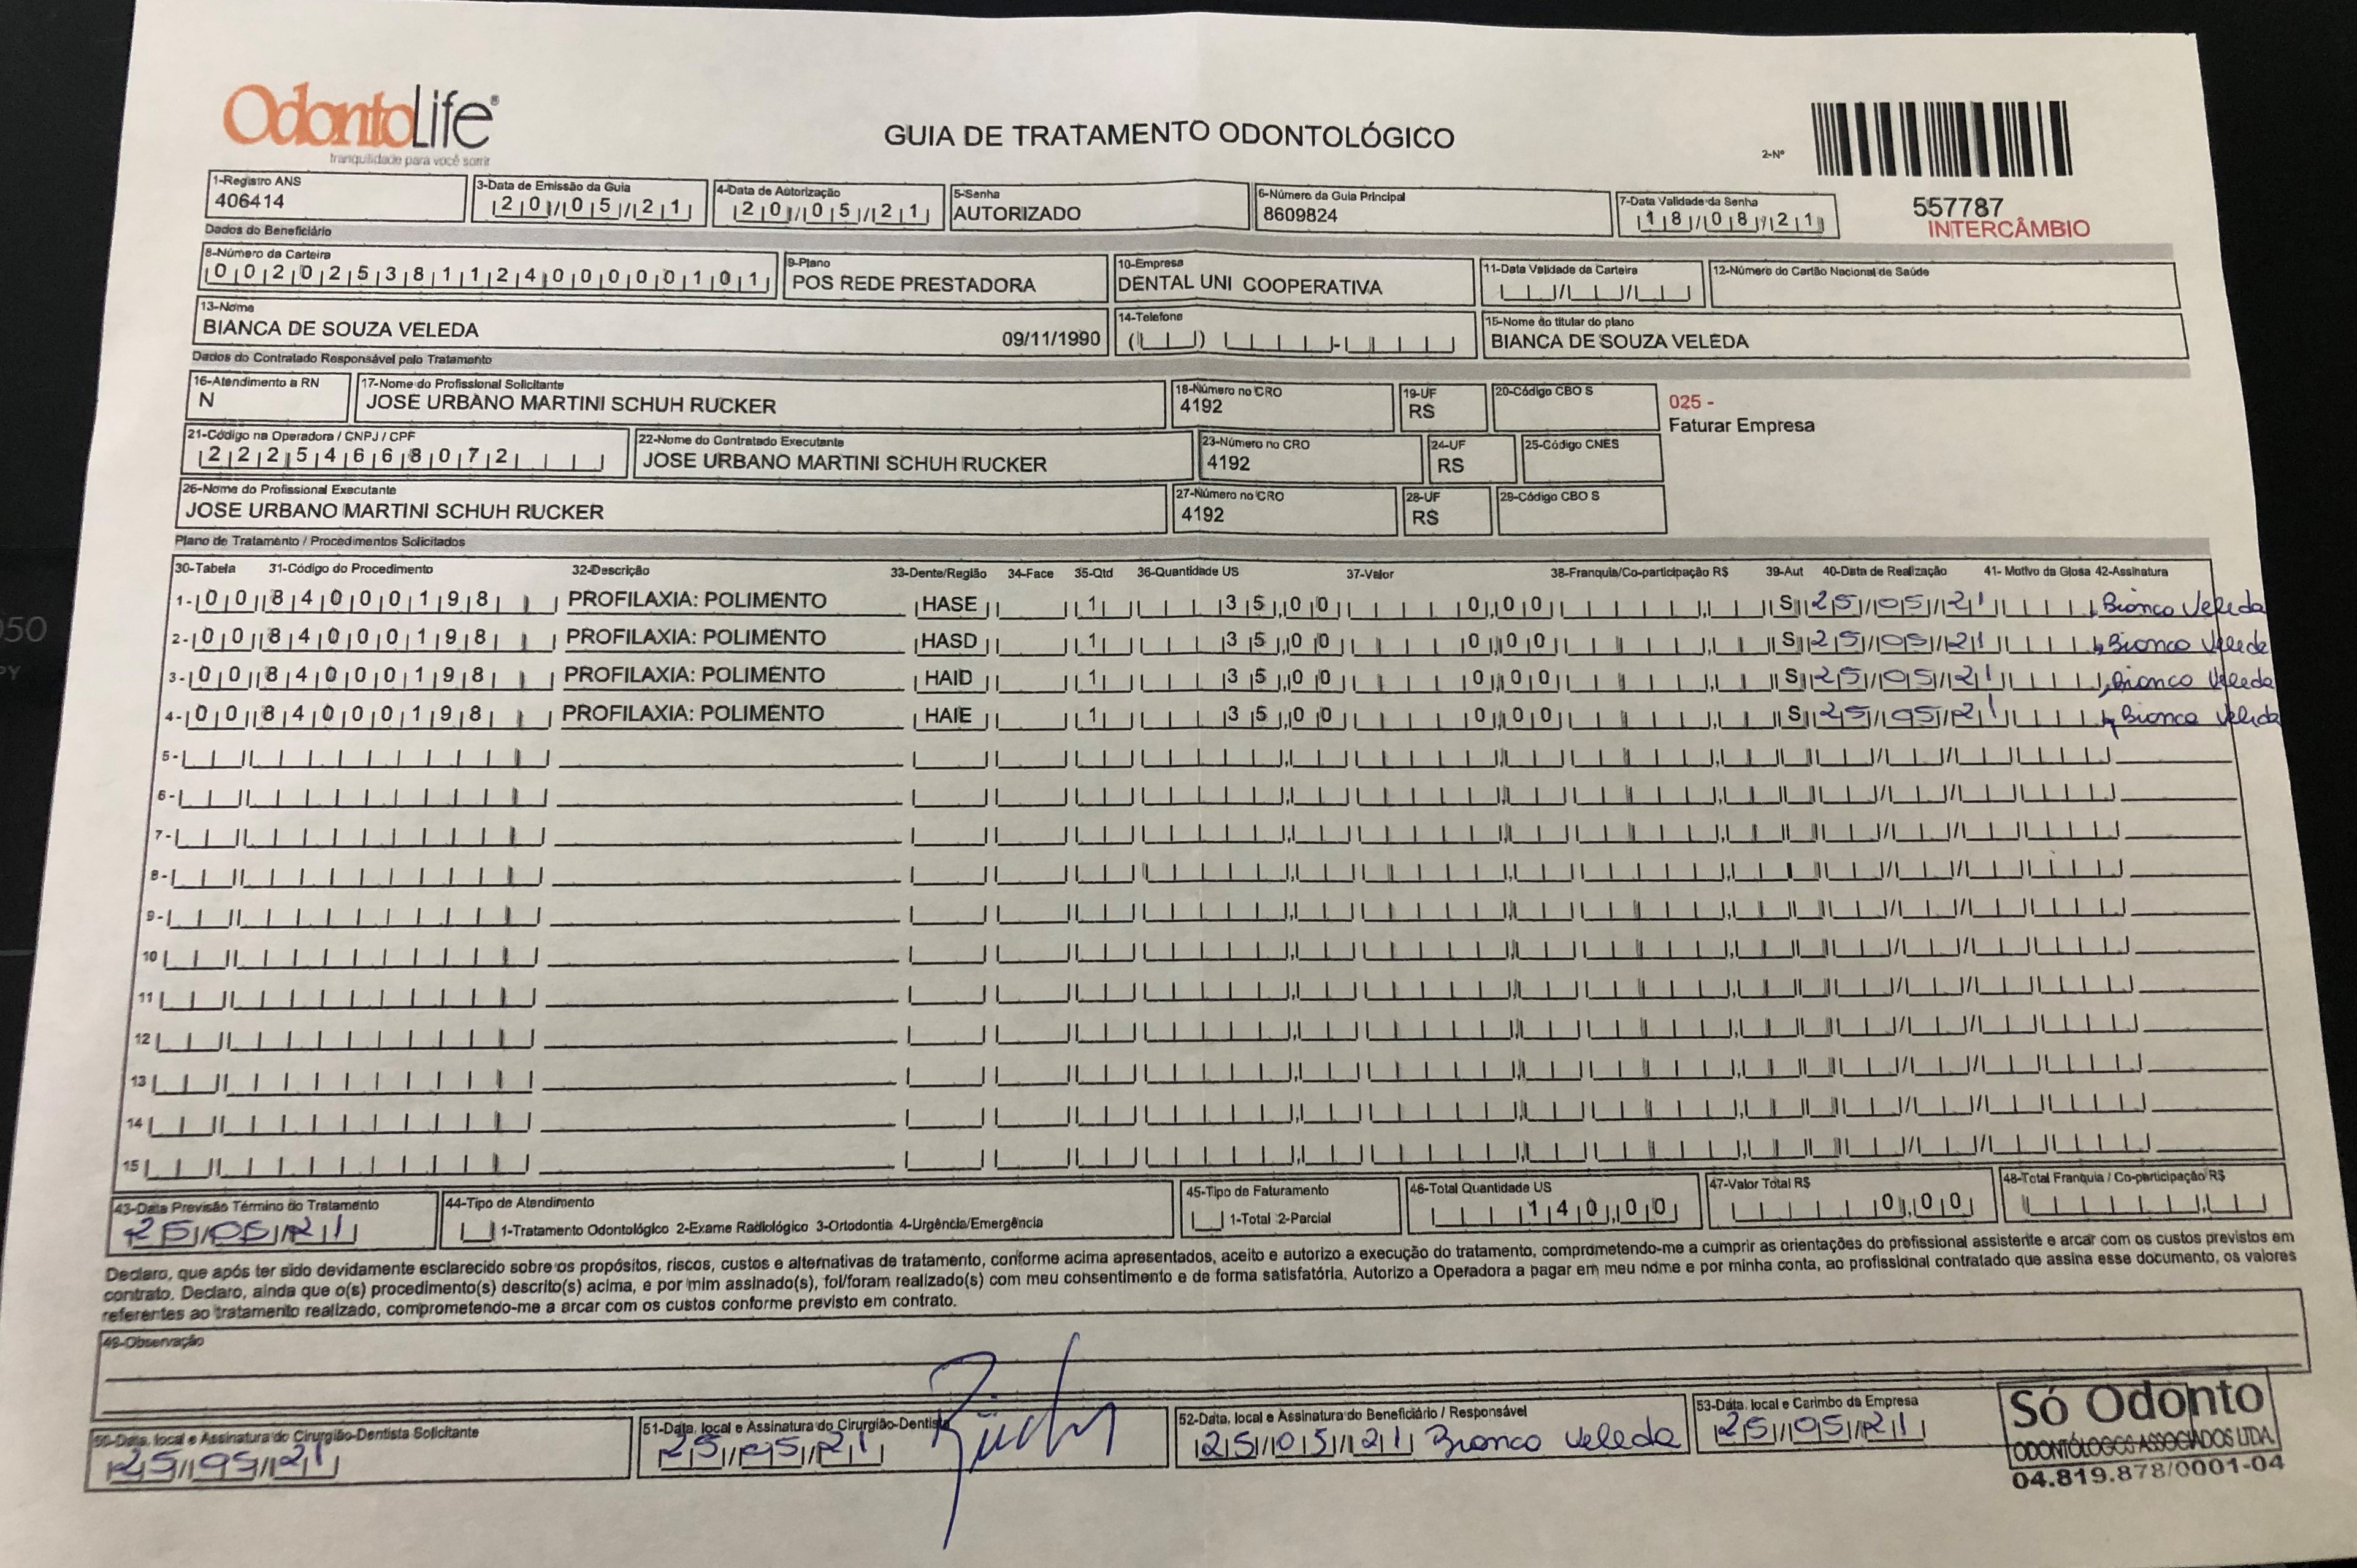 OdontoLife®
tranquilidade para você sorrir
GUIA DE TRATAMENTO ODONTOLÓGICO
2-Nº
557787
INTERCÂMBIO
1-Registro ANS
406414
3-Data de Emissão da Guia
20/05/21
4-Data de Autorização
20/05/21
5-Senha
AUTORIZADO
6-Número da Guia Principal
8609824
7-Data Validade da Senha
18/08/21
Dados do Beneficiário
8-Número da Carteira
00202538112400000101
9-Plano
POS REDE PRESTADORA
10-Empresa
DENTAL UNI COOPERATIVA
11-Data Validade da Carteira
12-Número do Cartão Nacional de Saúde
13-Nome
BIANCA DE SOUZA VELEDA 09/11/1990
14-Telefone
15-Nome do titular do plano
BIANCA DE SOUZA VELEDA
Dados do Contratado Responsável pelo Tratamento
16-Atendimento a RN
N
17-Nome do Profissional Solicitante
JOSE URBANO MARTINI SCHUH RUCKER
18-Número no CRO
4192
19-UF
RS
20-Código CBO S
025 -
Faturar Empresa
21-Código na Operadora / CNPJ / CPF
22254668072
22-Nome do Contratado Executante
JOSE URBANO MARTINI SCHUH RUCKER
23-Número no CRO
4192
24-UF
RS
25-Código CNES
26-Nome do Profissional Executante
JOSE URBANO MARTINI SCHUH RUCKER
27-Número no CRO
4192
28-UF
RS
29-Código CBO S
Plano de Tratamento / Procedimentos Solicitados
30-Tabela 31-Código do Procedimento 32-Descrição 33-Dente/Região 34-Face 35-Qtd 36-Quantidade US 37-Valor 38-Franquia/Co-participação R$ 39-Aut 40-Data de Realização 41- Motivo da Glosa 42-Assinatura
1- 00 84000198 PROFILAXIA: POLIMENTO HASE 1 35,00 0,00 S 25/05/21 Bianca Veleda
2- 00 84000198 PROFILAXIA: POLIMENTO HASD 1 35,00 0,00 S 25/05/21 Bianca Veleda
3- 00 84000198 PROFILAXIA: POLIMENTO HAID 1 35,00 0,00 S 25/05/21 Bianca Veleda
4- 00 84000198 PROFILAXIA: POLIMENTO HAIE 1 35,00 0,00 S 25/05/21 Bianca Veleda
5-
6-
7-
8-
9-
10
11
12
13
14
15
43-Data Previsão Término do Tratamento
25/05/21
44-Tipo de Atendimento
1-Tratamento Odontológico 2-Exame Radiológico 3-Ortodontia 4-Urgência/Emergência
45-Tipo de Faturamento
1-Total 2-Parcial
46-Total Quantidade US
140,00
47-Valor Total R$
0,00
48-Total Franquia / Co-participação R$
Declaro, que após ter sido devidamente esclarecido sobre os propósitos, riscos, custos e alternativas de tratamento, conforme acima apresentados, aceito e autorizo a execução do tratamento, comprometendo-me a cumprir as orientações do profissional assistente e arcar com os custos previstos em
contrato. Declaro, ainda que o(s) procedimento(s) descrito(s) acima, e por mim assinado(s), foi/foram realizado(s) com meu consentimento e de forma satisfatória. Autorizo a Operadora a pagar em meu nome e por minha conta, ao profissional contratado que assina esse documento, os valores
referentes ao tratamento realizado, comprometendo-me a arcar com os custos conforme previsto em contrato.
49-Observação
50-Data, local e Assinatura do Cirurgião-Dentista Solicitante
25/05/21
51-Data, local e Assinatura do Cirurgião-Dentista
25/05/21
52-Data, local e Assinatura do Beneficiário / Responsável
25/05/21 Bianca Veleda
53-Data, local e Carimbo da Empresa
25/05/21
Só Odonto
ODONTÓLOGOS ASSOCIADOS LTDA.
04.819.878/0001-04